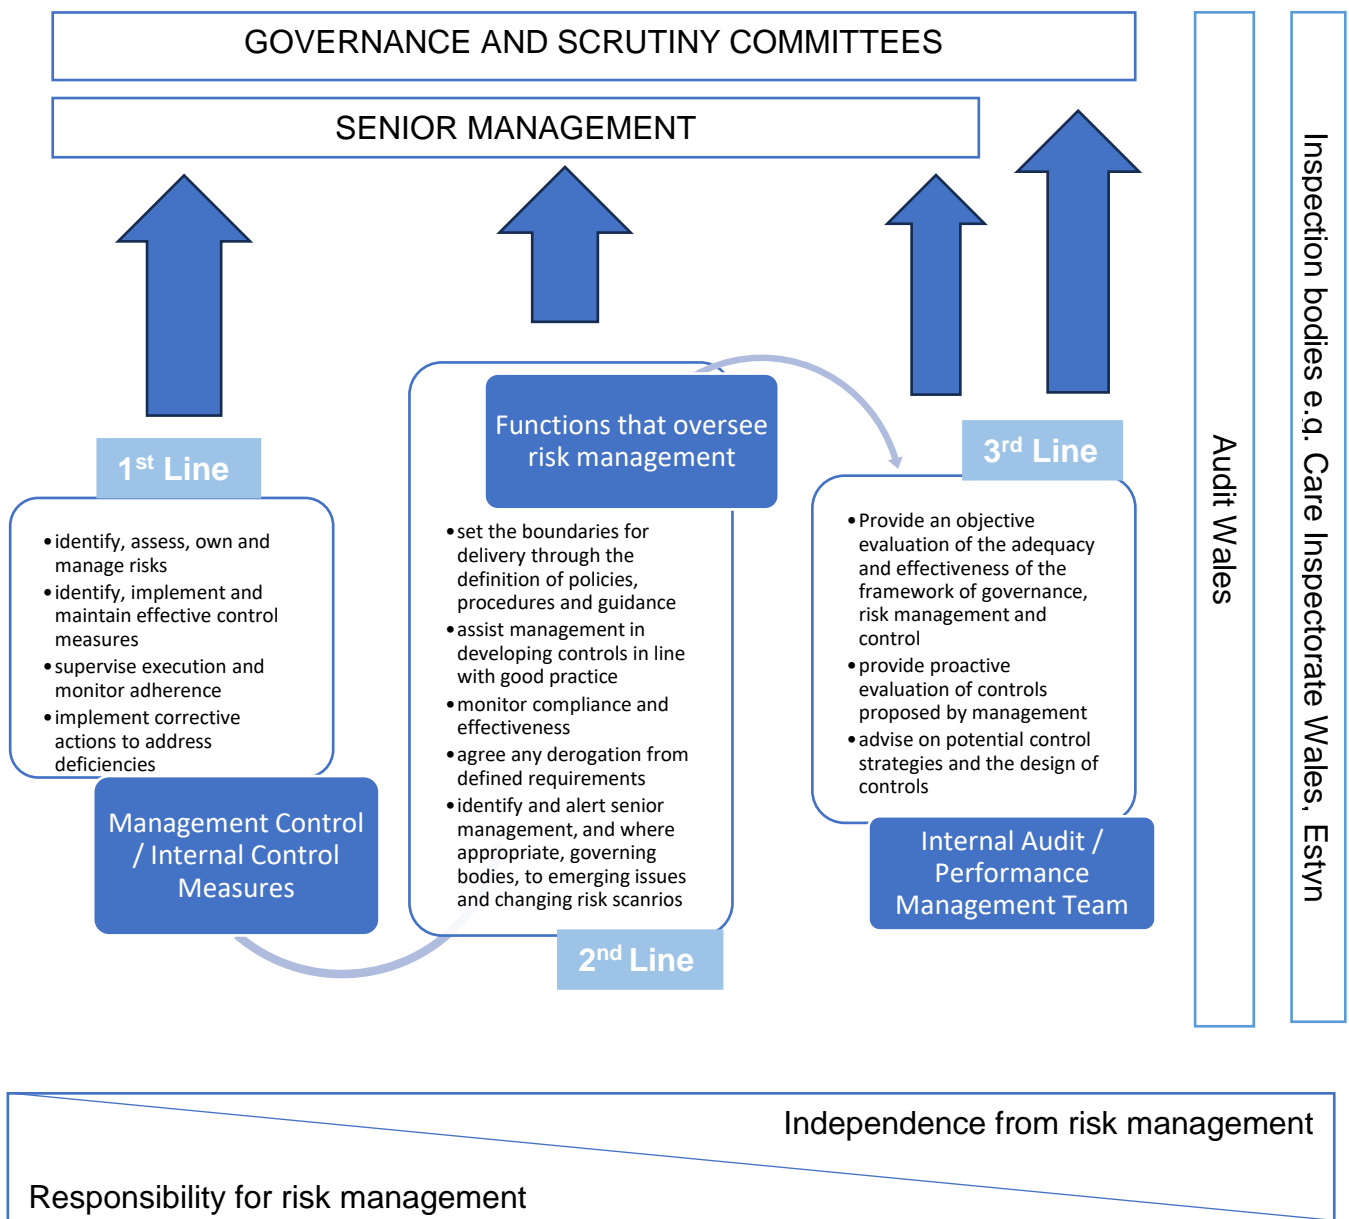 GOVERNANCE AND SCRUTINY COMMITTEES
SENIOR MANAGEMENT
1st Line
•identify, assess, own and
manage risks
•identify, implement and
maintain effective control
measures
•supervise execution and
monitor adherence
•implement corrective
actions to address
deficiencies
Management Control
/ Internal Control
Measures
Functions that oversee
risk management
•set the boundaries for
delivery through the
definition of policies,
procedures and guidance
•assist management in
developing controls in line
with good practice
•monitor compliance and
effectiveness
•agree any derogation from
defined requirements
•identify and alert senior
management, and where
appropriate, governing
bodies, to emerging issues
and changing risk scanrios
2nd Line
3rd Line
•Provide an objective
evaluation of the adequacy
and effectiveness of the
framework of governance,
risk management and
control
•provide proactive
evaluation of controls
proposed by management
•advise on potential control
strategies and the design of
controls
Internal Audit /
Performance
Management Team
Audit Wales
Inspection bodies e.g. Care Inspectorate Wales, Estyn
Independence from risk management
Responsibility for risk management